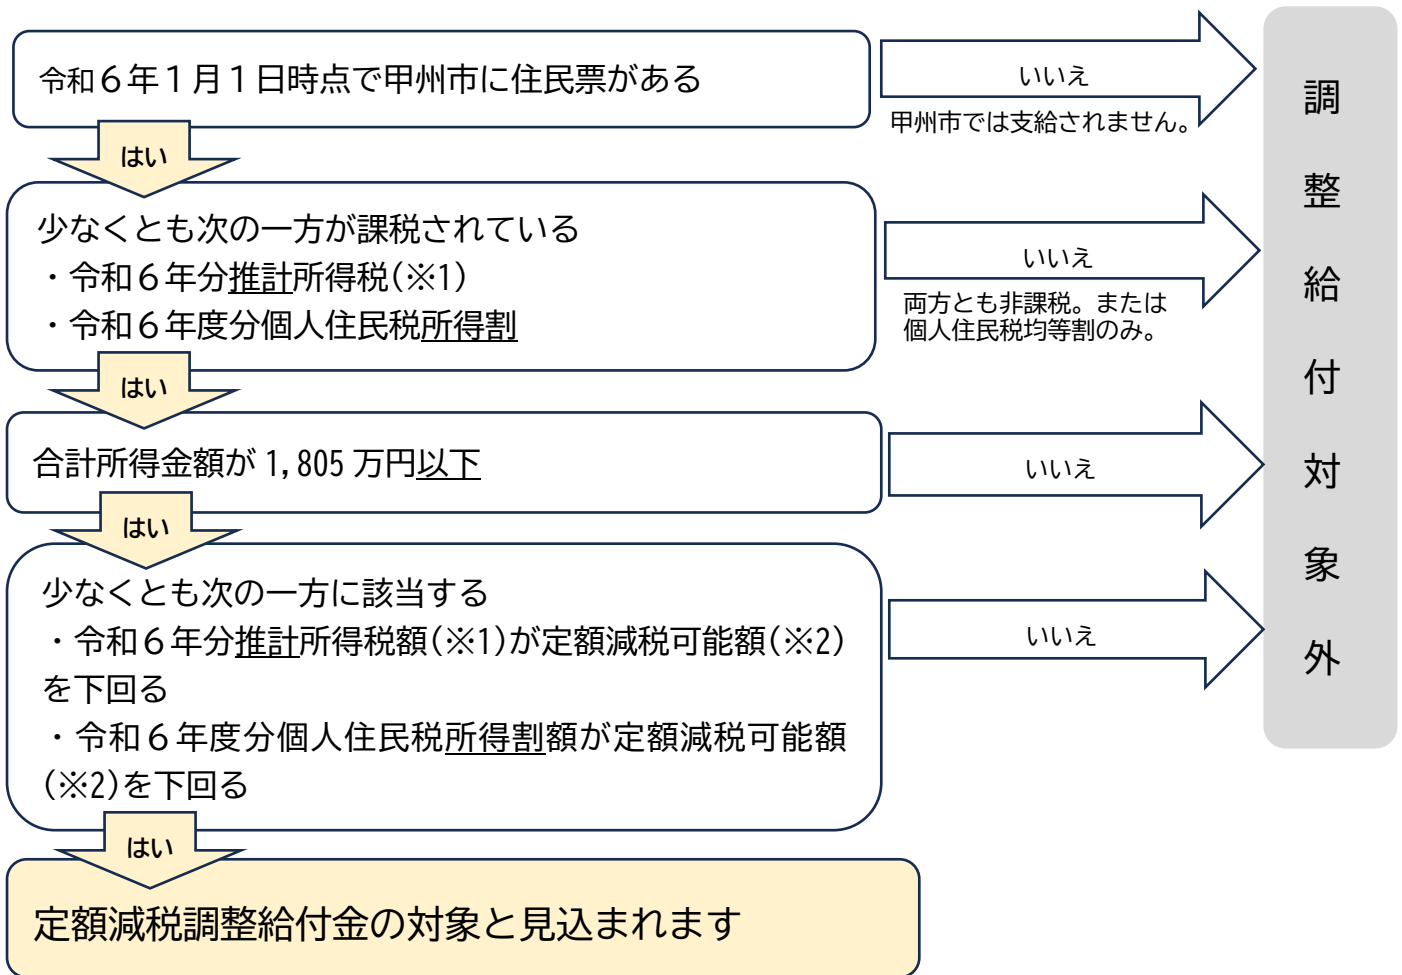 令和６年１月１日時点で甲州市に住民票がある
いいえ
甲州市では支給されません。
はい
少なくとも次の一方が課税されている
・令和６年分推計所得税(※1)
・令和６年度分個人住民税所得割
いいえ
両方とも非課税。または
個人住民税均等割のみ。
はい
合計所得金額が 1,805 万円以下
いいえ
はい
少なくとも次の一方に該当する
・令和６年分推計所得税額(※1)が定額減税可能額(※2)
を下回る
・令和６年度分個人住民税所得割額が定額減税可能額
(※2)を下回る
いいえ
はい
定額減税調整給付金の対象と見込まれます
調整給付対象外